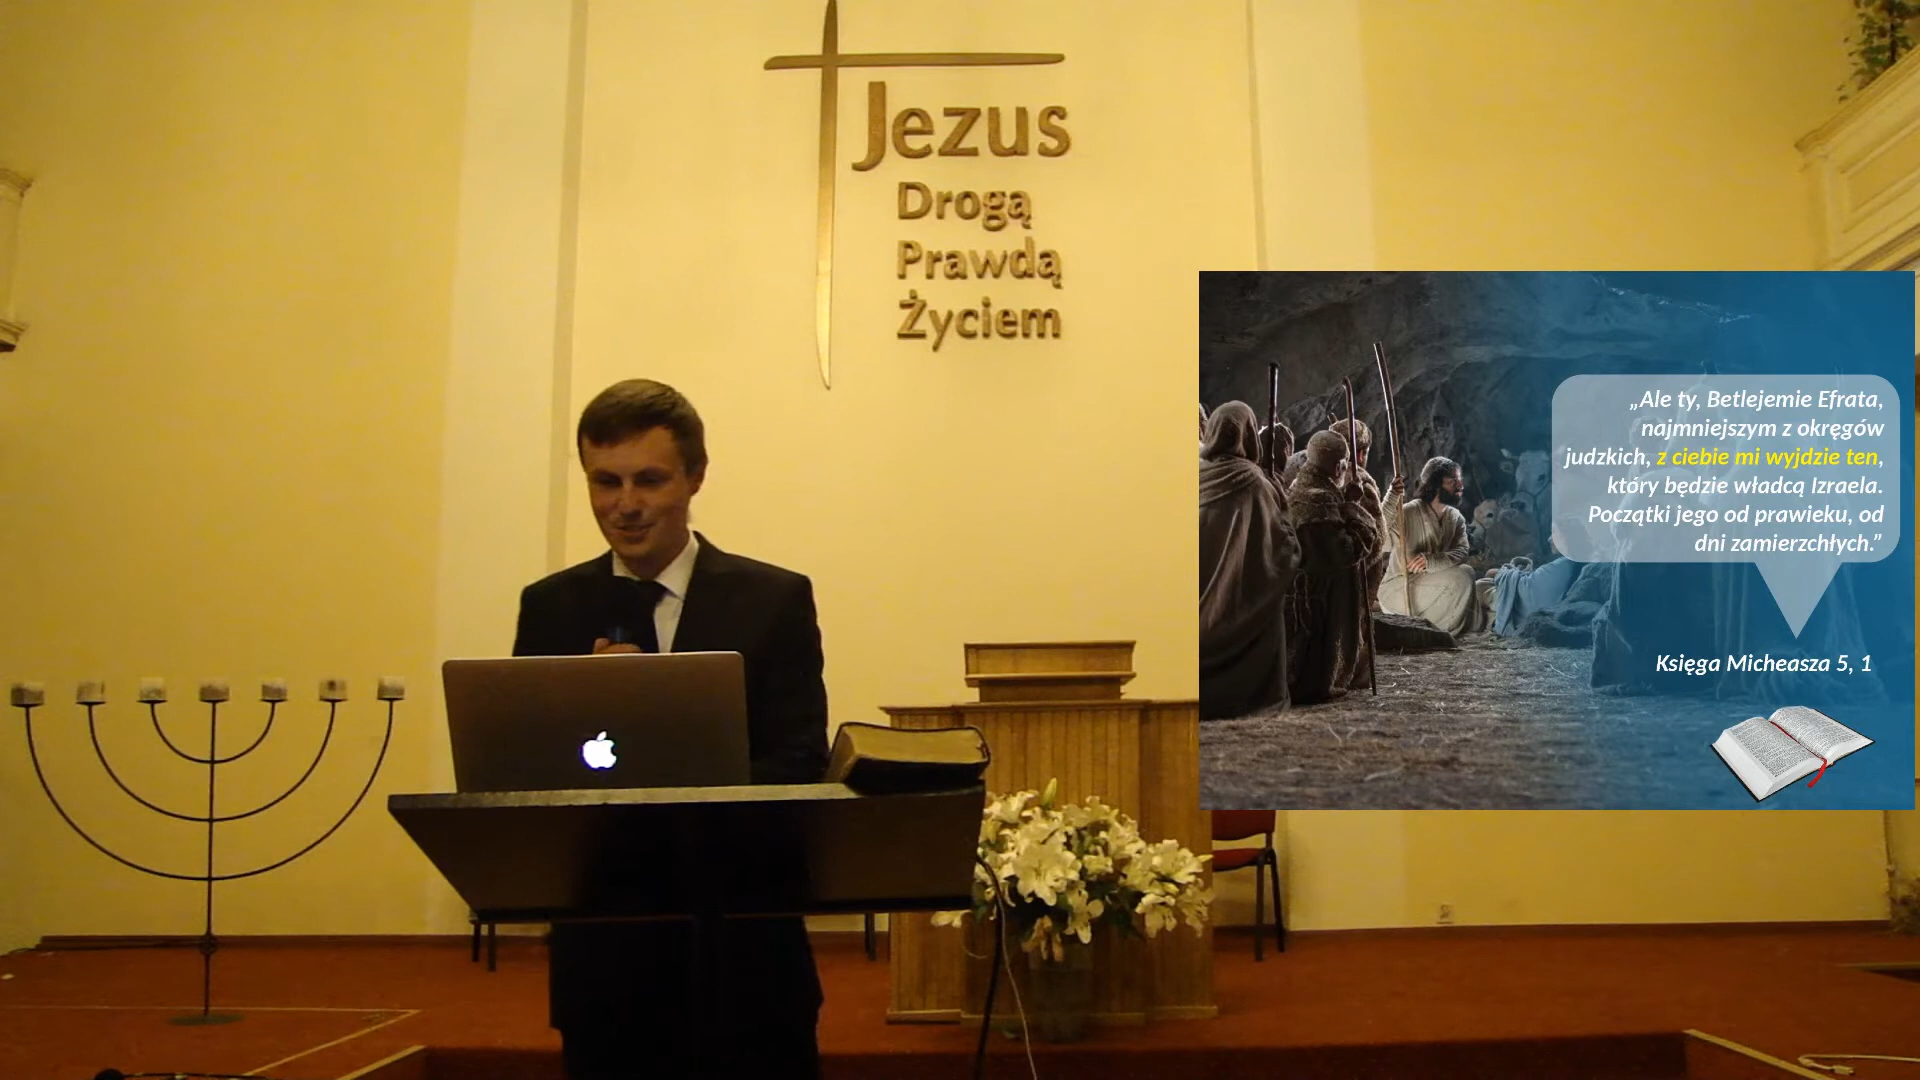 Jezus
Drogą
Prawdą
Życiem
„Ale ty, Betlejemie Efrata,
najmniejszym z okręgów
judzkich, z ciebie mi wyjdzie ten,
który będzie władcą Izraela.
Początki jego od prawieku, od
dni zamierzchłych.”
Księga Micheasza 5, 1